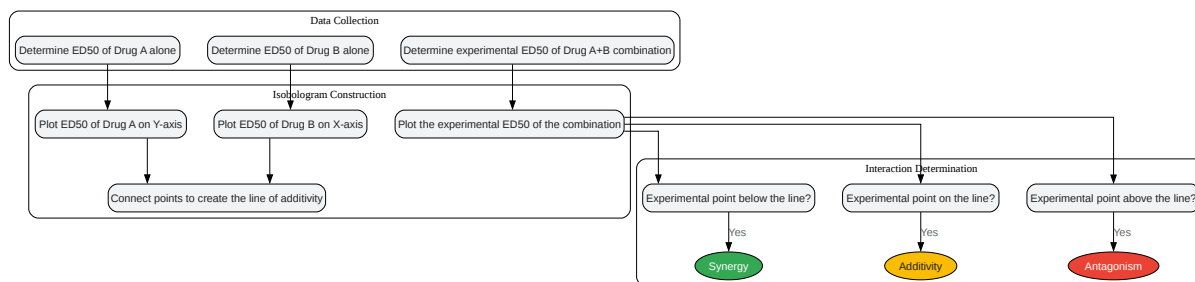 Data Collection
Determine ED50 of Drug A alone
Determine ED50 of Drug B alone
Determine experimental ED50 of Drug A+B combination
Isobologram Construction
Plot ED50 of Drug A on Y-axis
Plot ED50 of Drug B on X-axis
Plot the experimental ED50 of the combination
Connect points to create the line of additivity
Interaction Determination
Experimental point below the line?
Experimental point on the line?
Experimental point above the line?
Yes
Yes
Yes
Synergy
Additivity
Antagonism